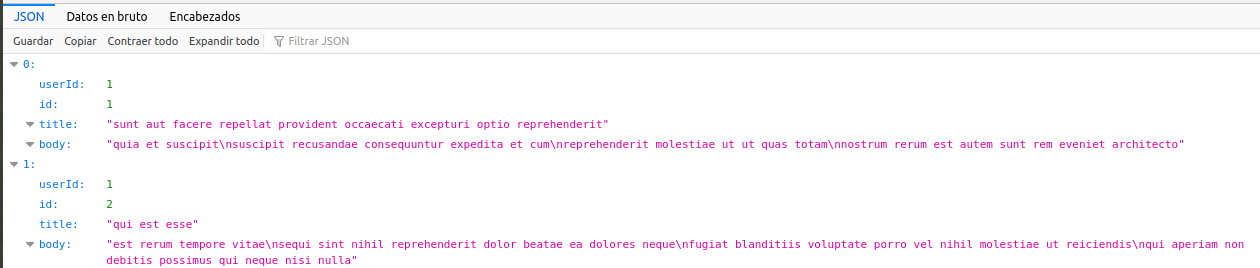 JSON Datos en bruto Encabezados
Guardar Copiar Contraer todo Expandir todo Filtrar JSON
0:
userId: 1
id: 1
title: "sunt aut facere repellat provident occaecati excepturi optio reprehenderit"
body: "quia et suscipit\nsuscipit recusandae consequuntur expedita et cum\nreprehenderit molestiae ut ut quas totam\nnostrum rerum est autem sunt rem eveniet architecto"
1:
userId: 1
id: 2
title: "qui est esse"
body: "est rerum tempore vitae\nsequi sint nihil reprehenderit dolor beatae ea dolores neque\nfugiat blanditiis voluptate porro vel nihil molestiae ut reiciendis\nqui aperiam non
debitis possimus qui neque nisi nulla"